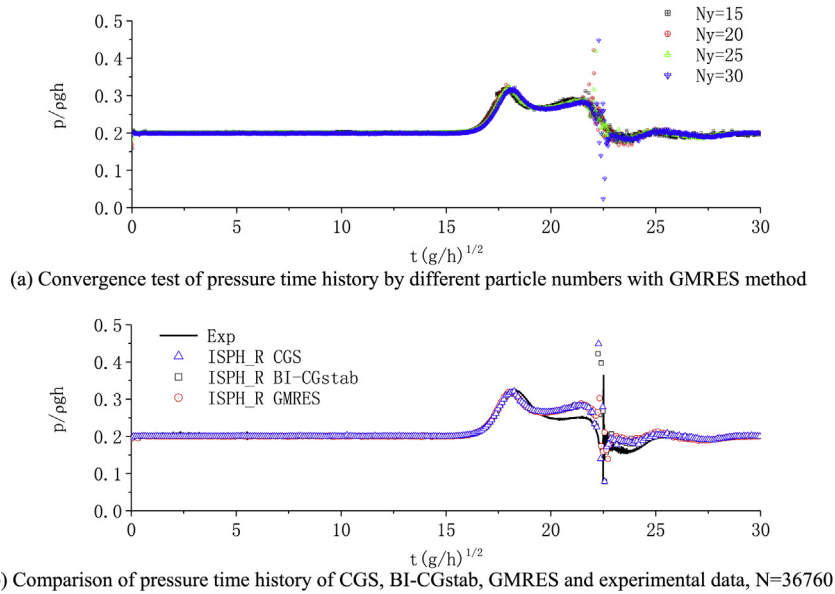 0.5
0.4
0.3
0.2
0.1
0.0
p/ρgh
Ny=15
Ny=20
Ny=25
Ny=30
0 5 10 15 20 25 30
t(g/h)^1/2
(a) Convergence test of pressure time history by different particle numbers with GMRES method
0.5
0.4
0.3
0.2
0.1
0.0
p/ρgh
Exp
ISPH_R CGS
ISPH_R BI-CGstab
ISPH_R GMRES
0 5 10 15 20 25 30
t(g/h)^1/2
) Comparison of pressure time history of CGS, BI-CGstab, GMRES and experimental data, N=36760